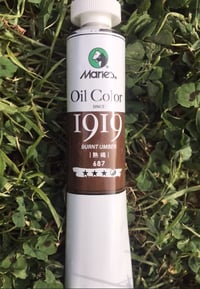 Marie's
Oil Color
SINCE
1919
BURNT UMBER
[熟褐]
687